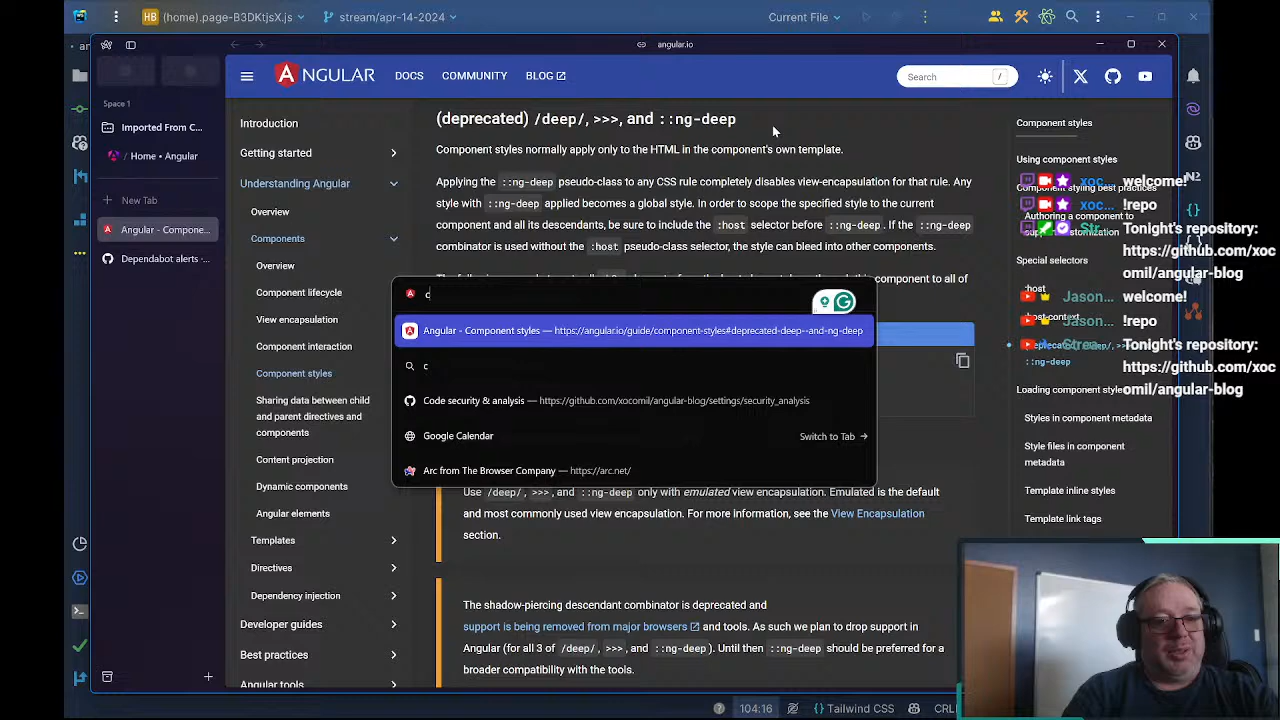 HB (home).page-B3DKtjsX.js
stream/apr-14-2024
Current File
angular.io
ANGULAR
DOCS
COMMUNITY
BLOG
Search
/
Space 1
Imported From C...
/ Home • Angular
New Tab
Angular - Compone...
Dependabot alerts ·...
Introduction
Getting started
Understanding Angular
Overview
Components
Overview
Component lifecycle
View encapsulation
Component interaction
Component styles
Sharing data between child
and parent directives and
components
Content projection
Dynamic components
Angular elements
Templates
Directives
Dependency injection
Developer guides
Best practices
Angular tools
(deprecated) /deep/, >>>, and ::ng-deep
Component styles normally apply only to the HTML in the component's own template.
Applying the ::ng-deep pseudo-class to any CSS rule completely disables view-encapsulation for that rule. Any
style with ::ng-deep applied becomes a global style. In order to scope the specified style to the current
component and all its descendants, be sure to include the :host selector before ::ng-deep. If the ::ng-deep
combinator is used without the :host pseudo-class selector, the style can bleed into other components.
c
Angular - Component styles — https://angular.io/guide/component-styles#deprecated-deep--and-ng-deep
c
Code security & analysis — https://github.com/xocomil/angular-blog/settings/security_analysis
Google Calendar
Switch to Tab →
Arc from The Browser Company — https://arc.net/
Use /deep/, >>>, and ::ng-deep only with emulated view encapsulation. Emulated is the default
and most commonly used view encapsulation. For more information, see the View Encapsulation
section.
The shadow-piercing descendant combinator is deprecated and
support is being removed from major browsers and tools. As such we plan to drop support in
Angular (for all 3 of /deep/, >>>, and ::ng-deep). Until then ::ng-deep should be preferred for a
broader compatibility with the tools.
Component styles
Using component styles
Component styling best practices
Authoring a component to
Special selectors
:host
:host-context
::ng-deep
Loading component styles
Styles in component metadata
Style files in component
metadata
Template inline styles
Template link tags
xoc... welcome!
xoc... !repo
Str... Tonight's repository:
https://github.com/xoc
omil/angular-blog
Jason... welcome!
Jason... !repo
Strea... Tonight's repository:
https://github.com/xoc
omil/angular-blog
104:16
Tailwind CSS